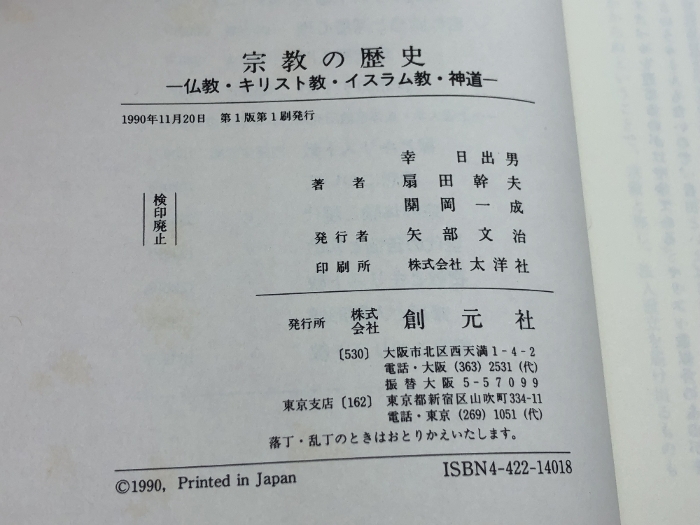 宗教の歴史
―仏教・キリスト教・イスラム教・神道―
1990年11月20日 第1版第1刷発行
検印廃止
幸日出男
著者 扇田幹夫
関岡一成
発行者 矢部文治
印刷所 株式会社 太洋社
発行所 株式会社 創元社
〔530〕 大阪市北区西天満1-4-2
電話・大阪 (363) 2531 (代)
振替大阪 5-57099
東京支店〔162〕 東京都新宿区山吹町334-11
電話・東京 (269) 1051 (代)
落丁・乱丁のときはおとりかえいたします。
©1990, Printed in Japan
ISBN4-422-14018